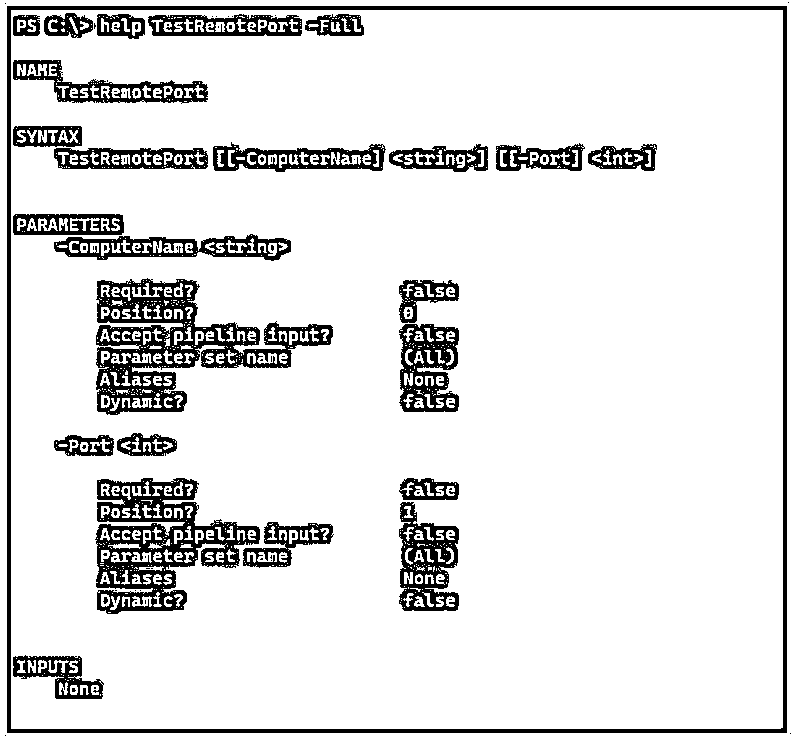 PS C:\> help TestRemotePort -Full
NAME
TestRemotePort
SYNTAX
TestRemotePort [[-ComputerName] <string>] [[-Port] <int>]
PARAMETERS
-ComputerName <string>
Required? false
Position? 0
Accept pipeline input? false
Parameter set name (All)
Aliases None
Dynamic? false
-Port <int>
Required? false
Position? 1
Accept pipeline input? false
Parameter set name (All)
Aliases None
Dynamic? false
INPUTS
None